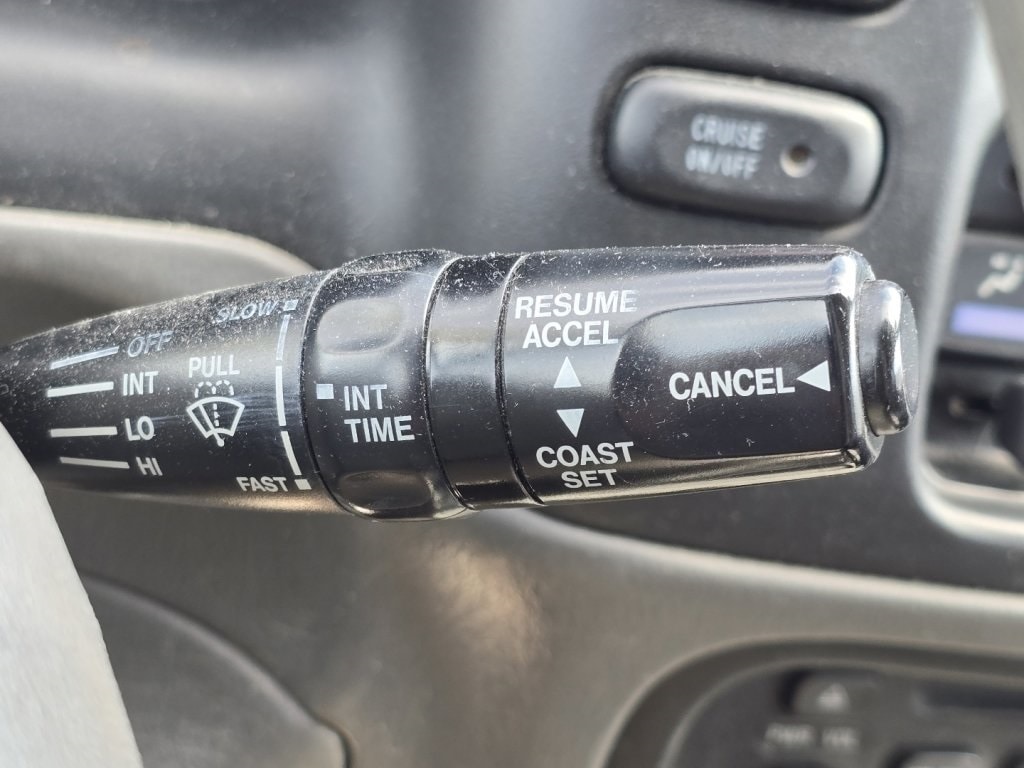 CRUISE
ON/OFF
RESUME
ACCEL
CANCEL
COAST
SET
SLOW
OFF
INT
LO
HI
PULL
INT
TIME
FAST